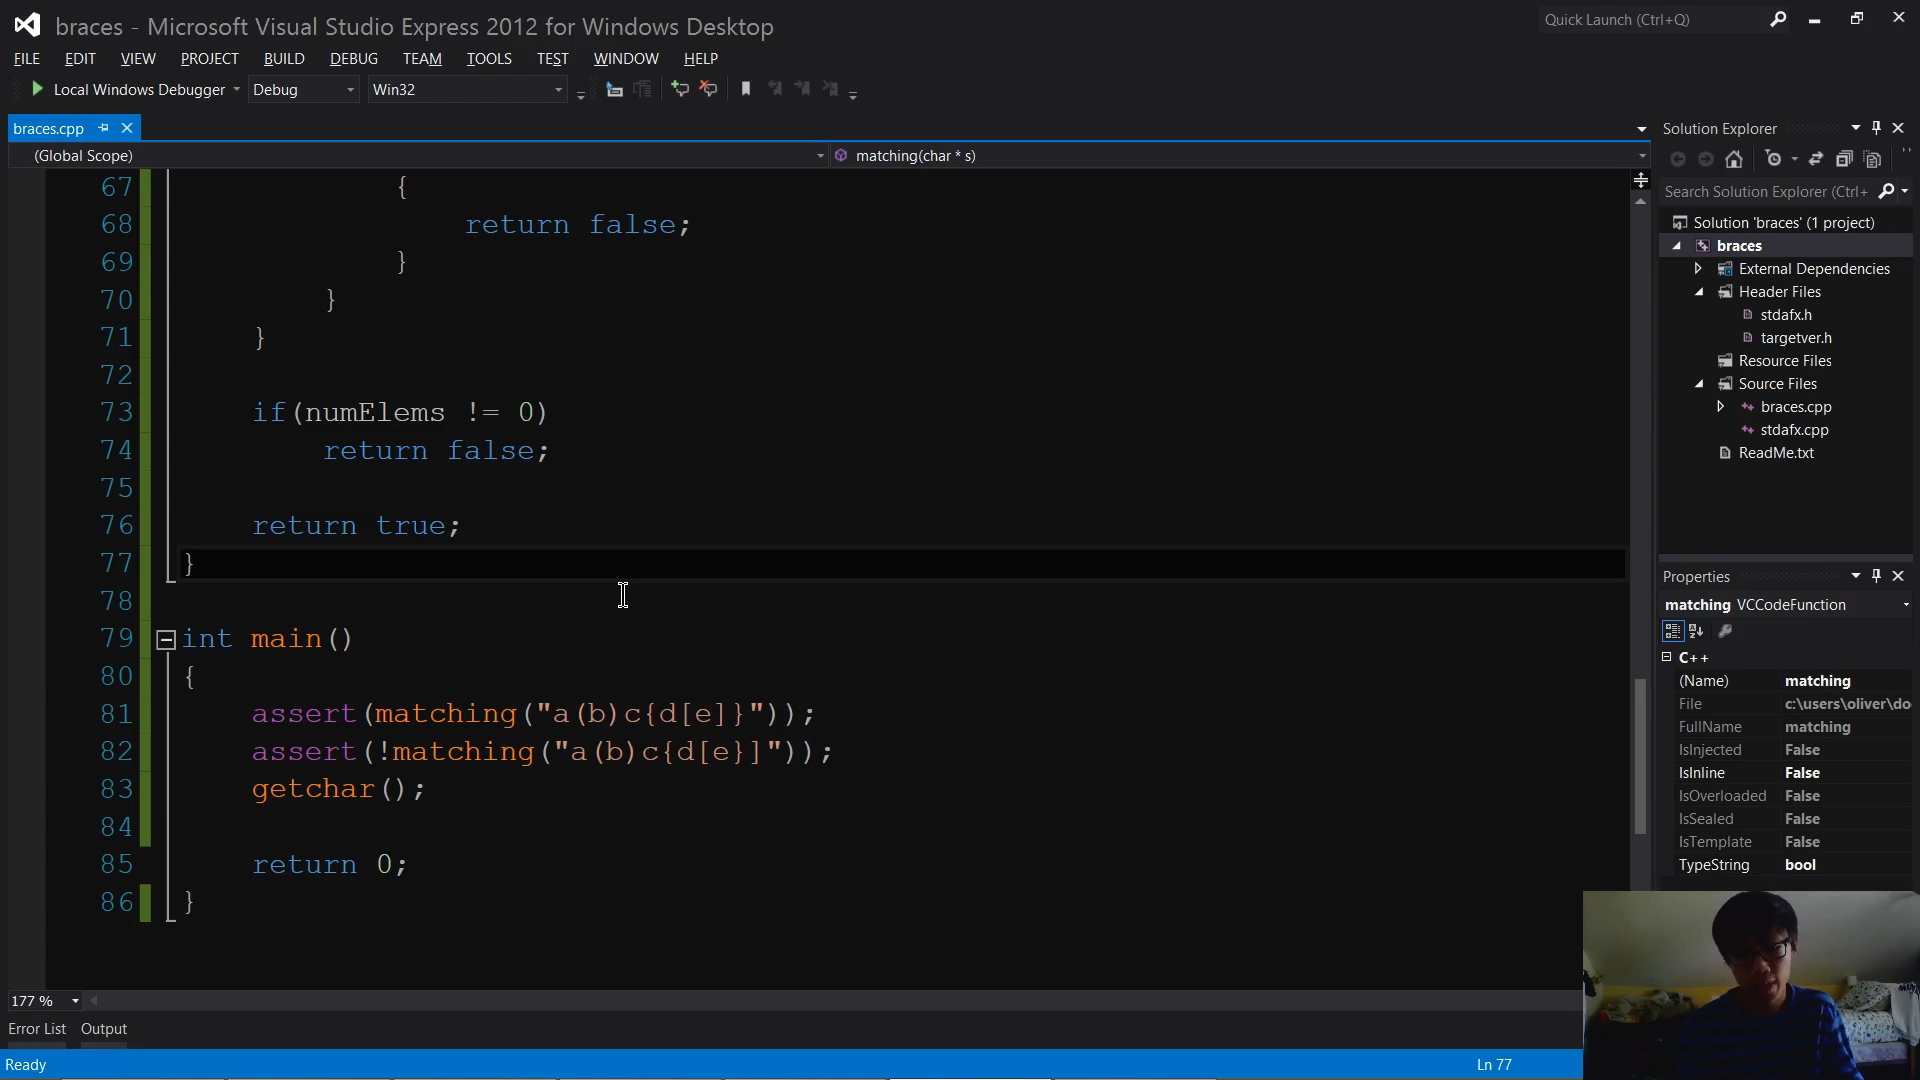 braces - Microsoft Visual Studio Express 2012 for Windows Desktop
Quick Launch (Ctrl+Q)
FILE EDIT VIEW PROJECT BUILD DEBUG TEAM TOOLS TEST WINDOW HELP
Local Windows Debugger Debug Win32
braces.cpp
(Global Scope) matching(char * s)
67 {
68 return false;
69 }
70 }
71 }
72
73 if(numElems != 0)
74 return false;
75
76 return true;
77 }
78
79 int main()
80 {
81 assert(matching("a(b)c{d[e]}"));
82 assert(!matching("a(b)c{d[e}]"));
83 getchar();
84
85 return 0;
86 }
177 %
Error List Output
Ready
Ln 77
Solution Explorer
Search Solution Explorer (Ctrl+
Solution 'braces' (1 project)
braces
External Dependencies
Header Files
stdafx.h
targetver.h
Resource Files
Source Files
braces.cpp
stdafx.cpp
ReadMe.txt
Properties
matching VCCodeFunction
C++
(Name) matching
File c:\users\oliver\do
FullName matching
IsInjected False
IsInline False
IsOverloaded False
IsSealed False
IsTemplate False
TypeString bool